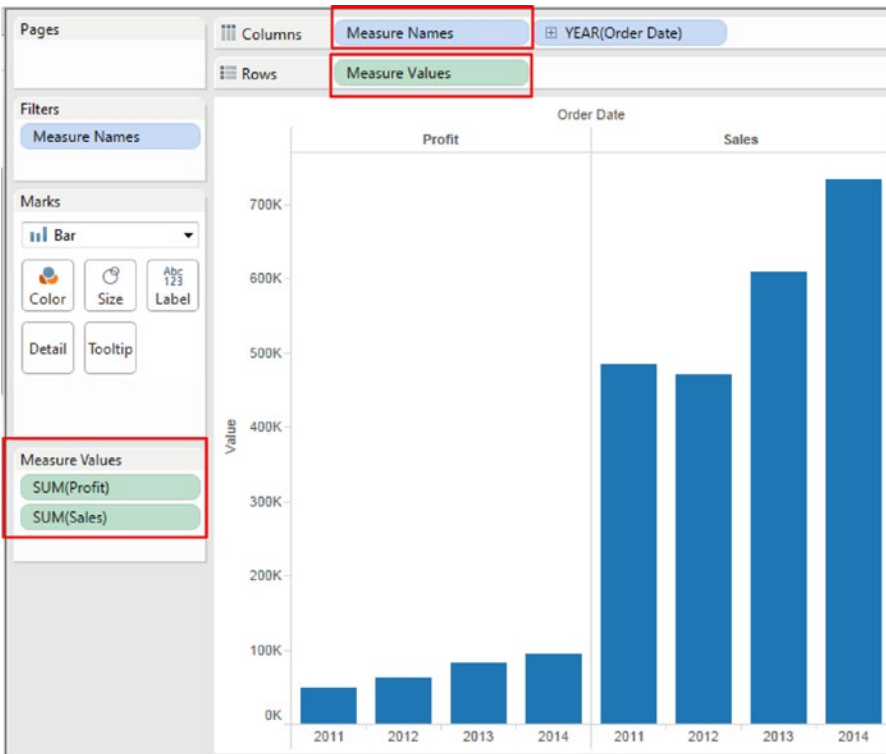 Pages
Columns Measure Names YEAR(Order Date)
Rows Measure Values
Filters
Measure Names
Marks
Bar
Color Size Abc 123 Label
Detail Tooltip
Measure Values
SUM(Profit)
SUM(Sales)
Order Date
Profit Sales
Value
700K
600K
500K
400K
300K
200K
100K
0K
2011 2012 2013 2014 2011 2012 2013 2014